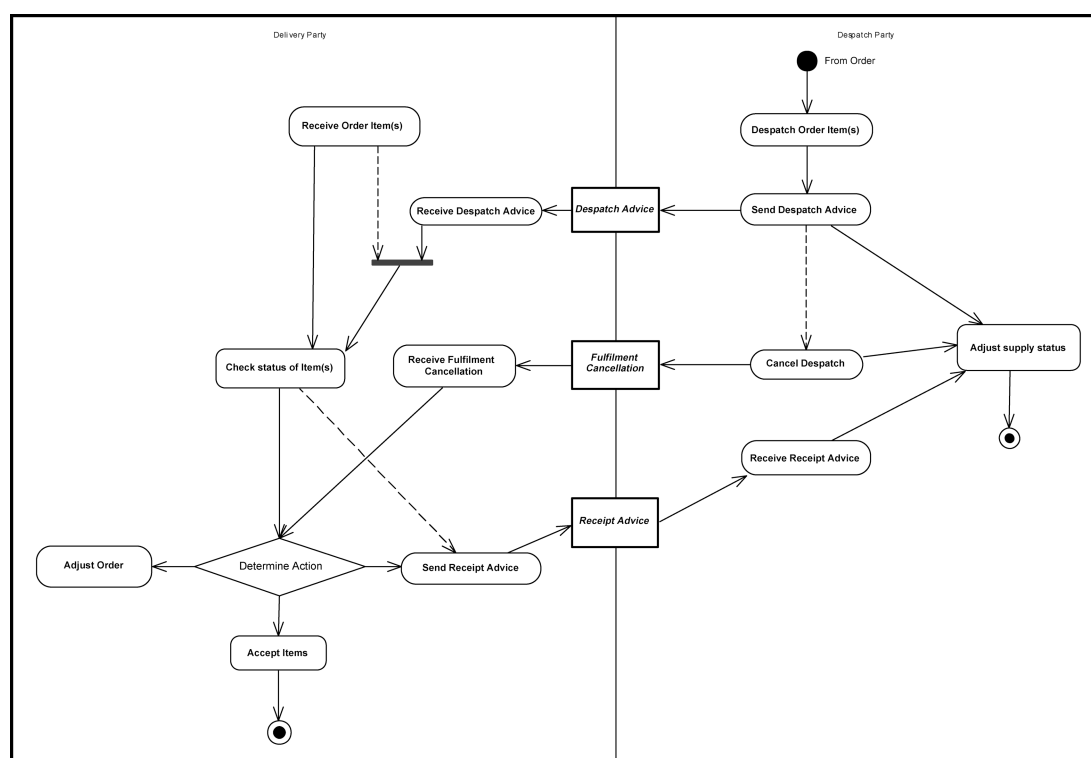 Delivery Party
Despatch Party
From Order
Receive Order Item(s)
Despatch Order Item(s)
Receive Despatch Advice
Despatch Advice
Send Despatch Advice
Adjust supply status
Check status of Item(s)
Receive Fulfilment
Cancellation
Fulfilment
Cancellation
Cancel Despatch
Receive Receipt Advice
Receipt Advice
Adjust Order
Determine Action
Send Receipt Advice
Accept Items